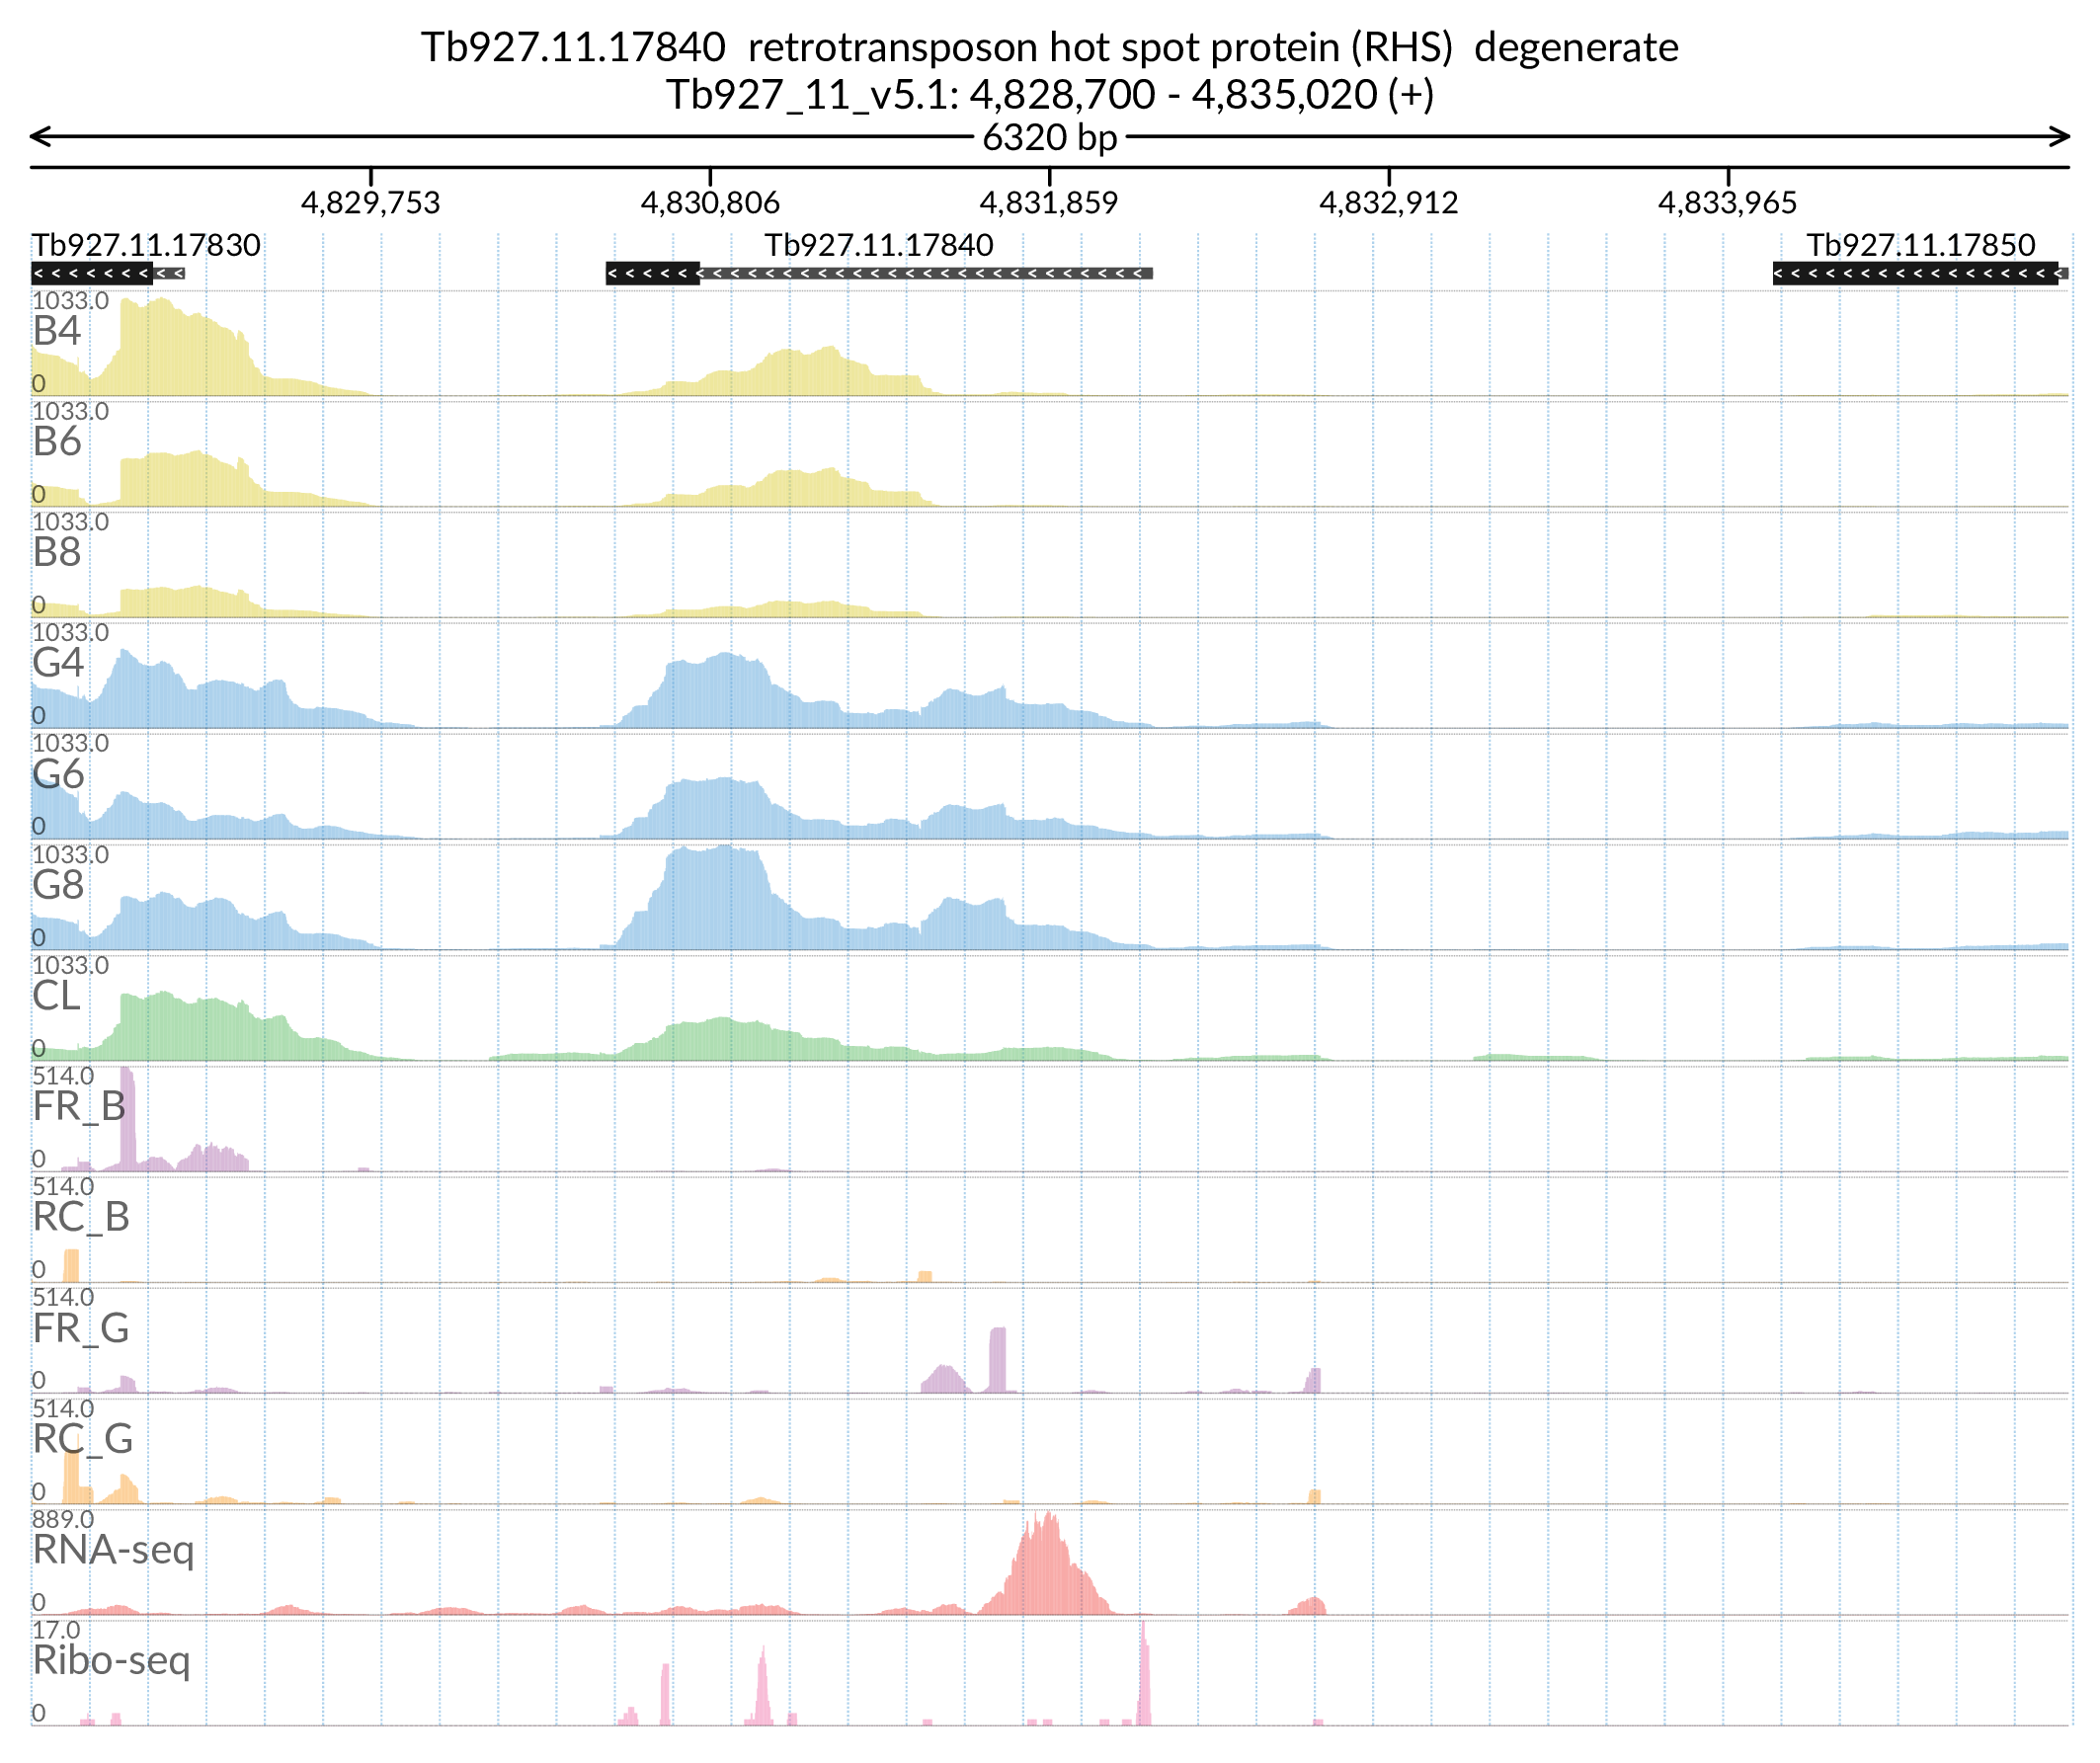 Tb927.11.17840 retrotransposon hot spot protein (RHS) degenerate
Tb927_11_v5.1: 4,828,700 - 4,835,020 (+)
6320 bp
4,829,753 4,830,806 4,831,859 4,832,912 4,833,965
Tb927.11.17830 Tb927.11.17840 Tb927.11.17850
1033.0
B4
0
1033.0
B6
0
1033.0
B8
0
1033.0
G4
0
1033.0
G6
0
1033.0
G8
0
1033.0
CL
0
514.0
FR_B
0
514.0
RC_B
0
514.0
FR_G
0
514.0
RC_G
0
889.0
RNA-seq
0
17.0
Ribo-seq
0